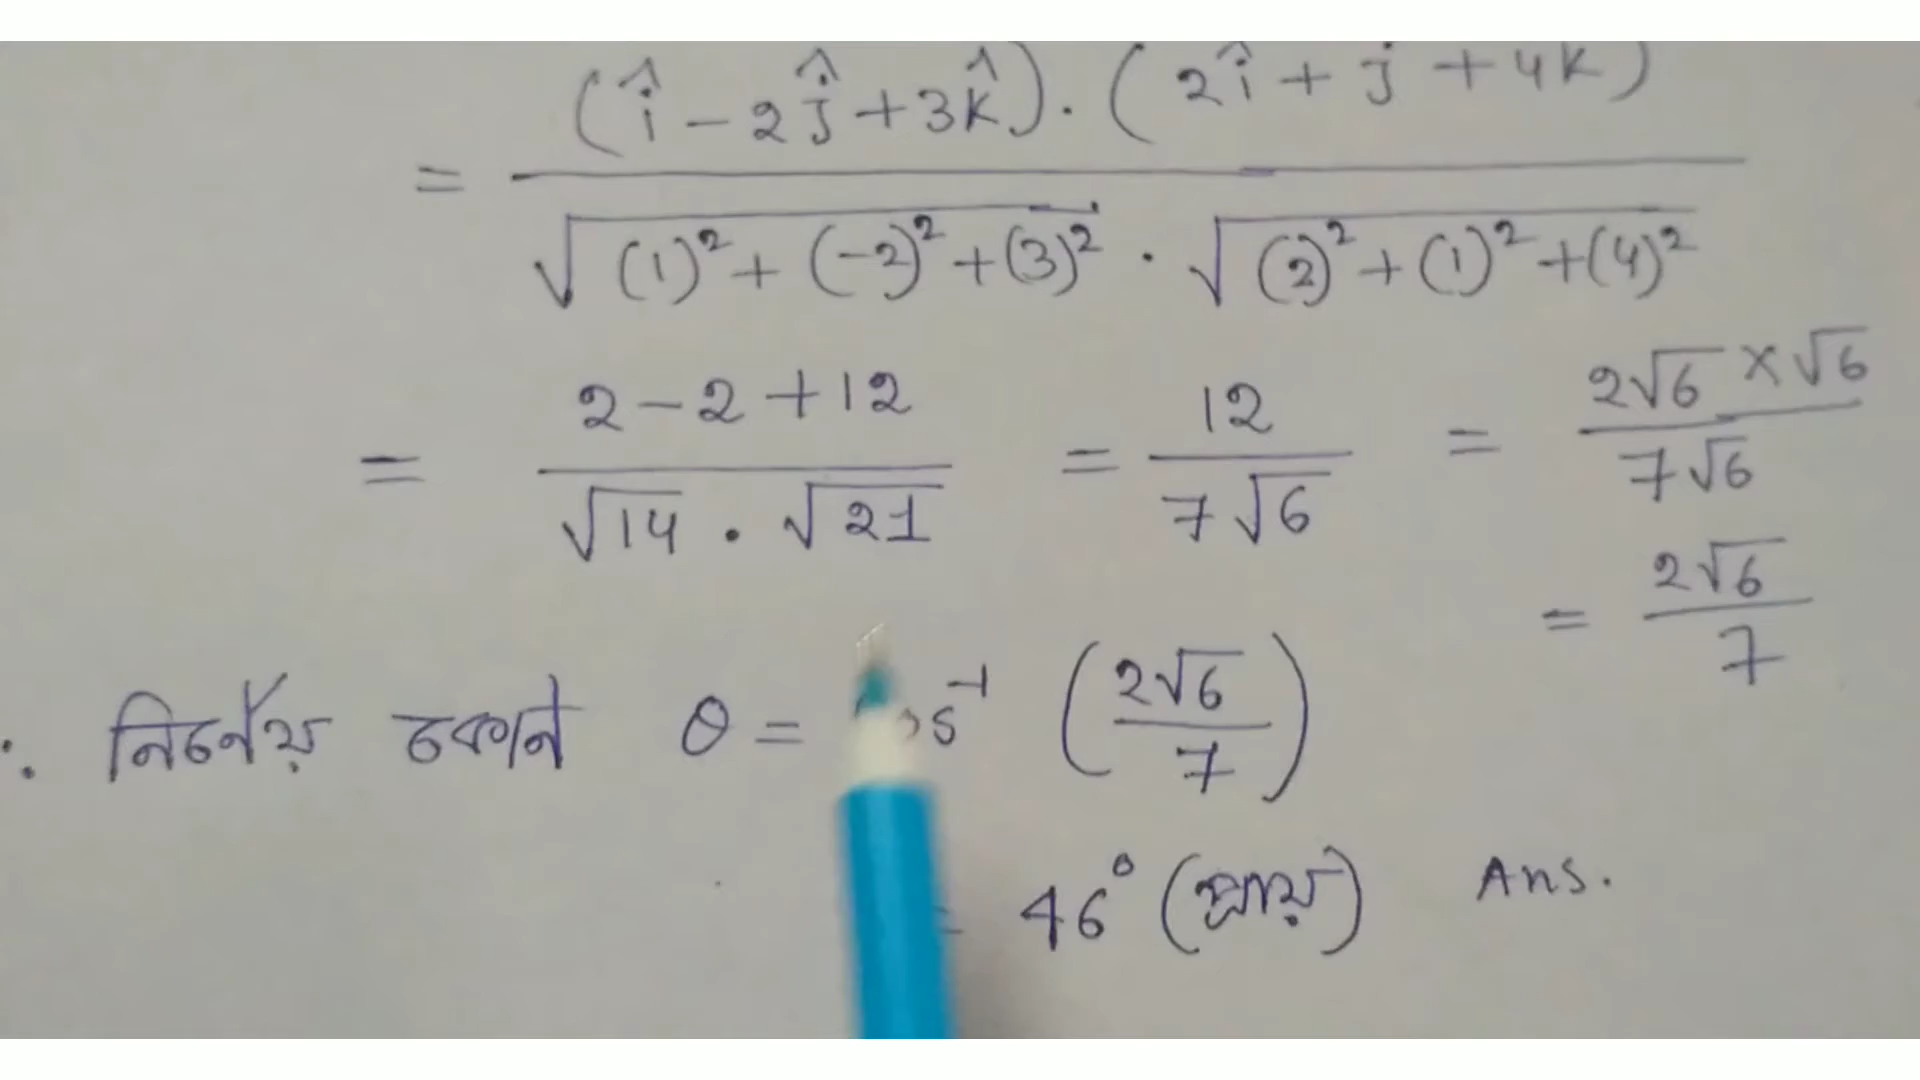 = (î - 2ĵ + 3k̂) . (2î + j + 4k) / √(1)² + (-2)² + (3)² . √(2)² + (1)² + (4)²
= 2 - 2 + 12 / √14 . √21 = 12 / 7√6 = 2√6 × √6 / 7√6
= 2√6 / 7
∴ নির্ণেয় কোন θ = cos⁻¹ (2√6 / 7)
= 46° (প্রায়) Ans.